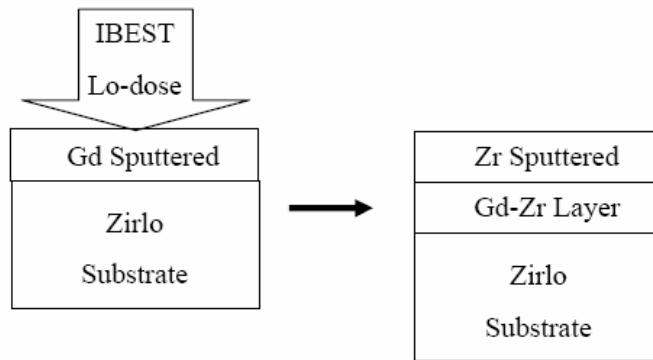 IBEST
Lo-dose
Gd Sputtered
Zirlo
Substrate
Zr Sputtered
Gd-Zr Layer
Zirlo
Substrate